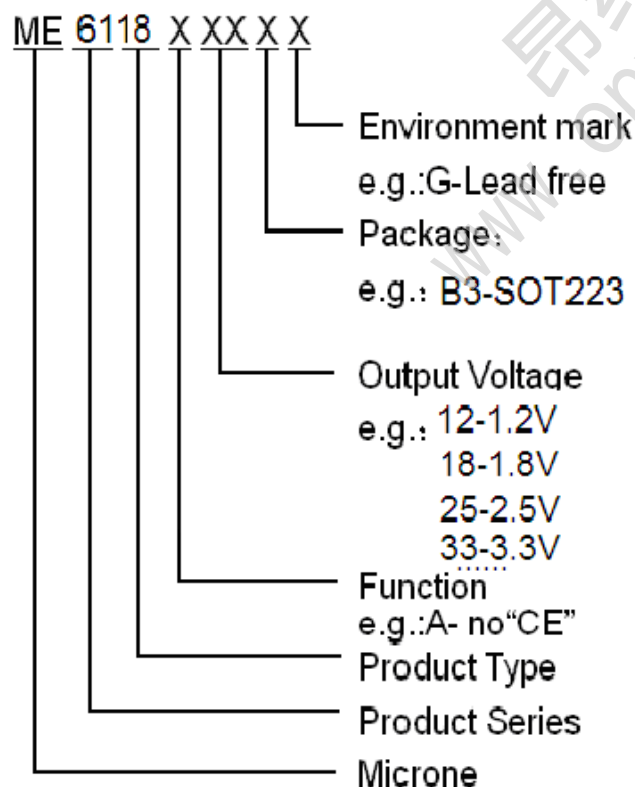 ME 6118 X XX X X
Environment mark
e.g.:G-Lead free
Package:
e.g.: B3-SOT223
Output Voltage
e.g.: 12-1.2V
18-1.8V
25-2.5V
33-3.3V
......
Function
e.g.:A- no“CE”
Product Type
Product Series
Microne
www.